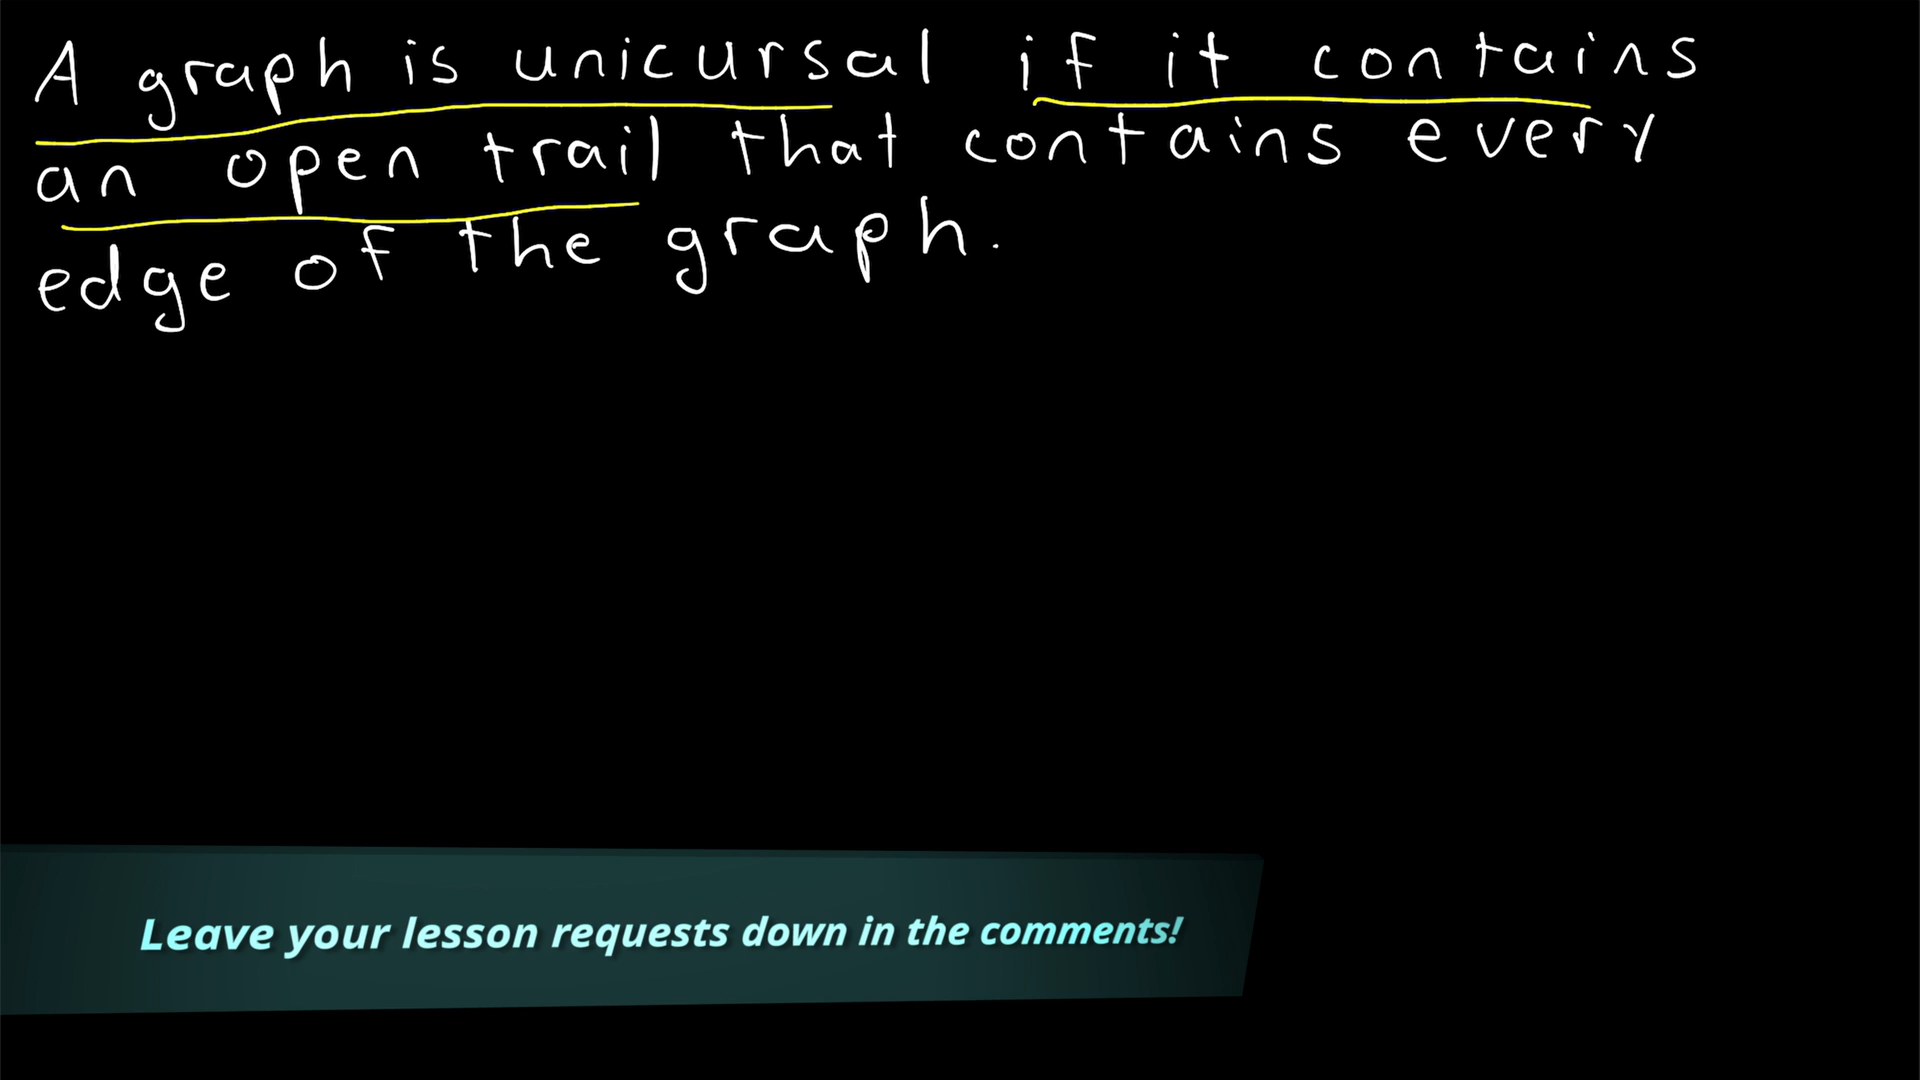 A graph is unicursal if it contains
an open trail that contains every
edge of the graph.
Leave your lesson requests down in the comments!